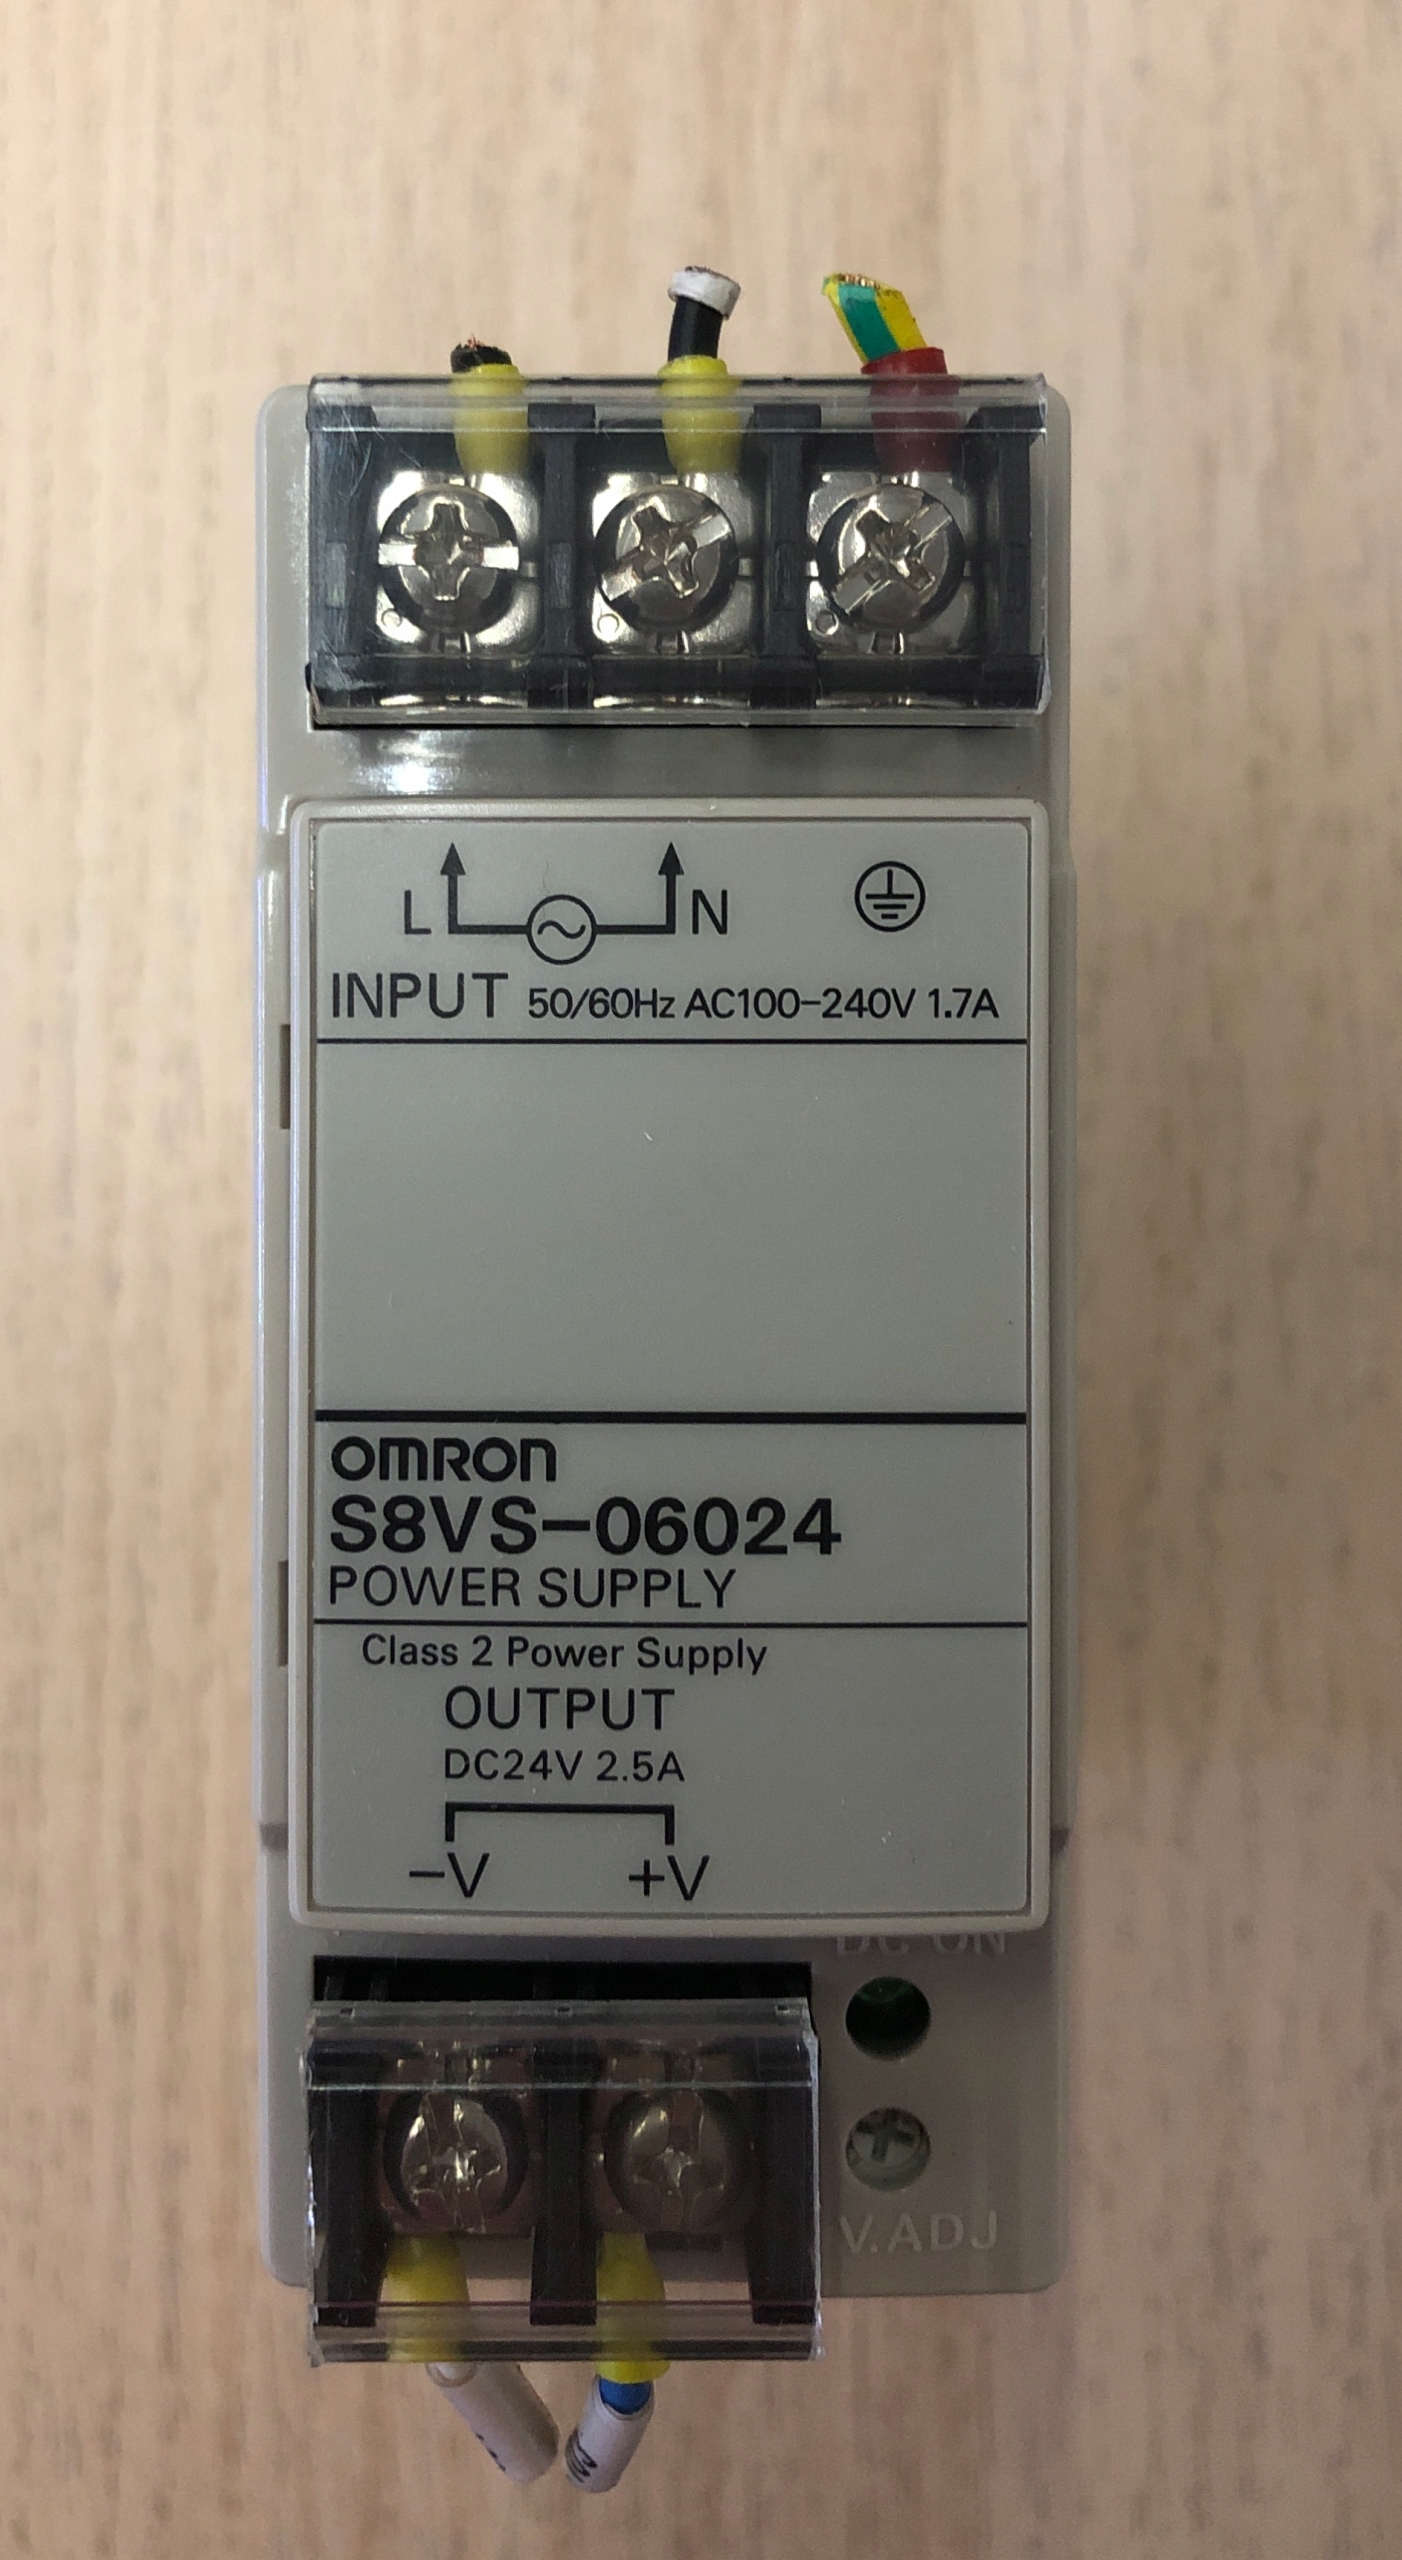 L N
INPUT 50/60Hz AC100-240V 1.7A
omron
S8VS-06024
POWER SUPPLY
Class 2 Power Supply
OUTPUT
DC24V 2.5A
-V +V
DC ON
V.ADJ